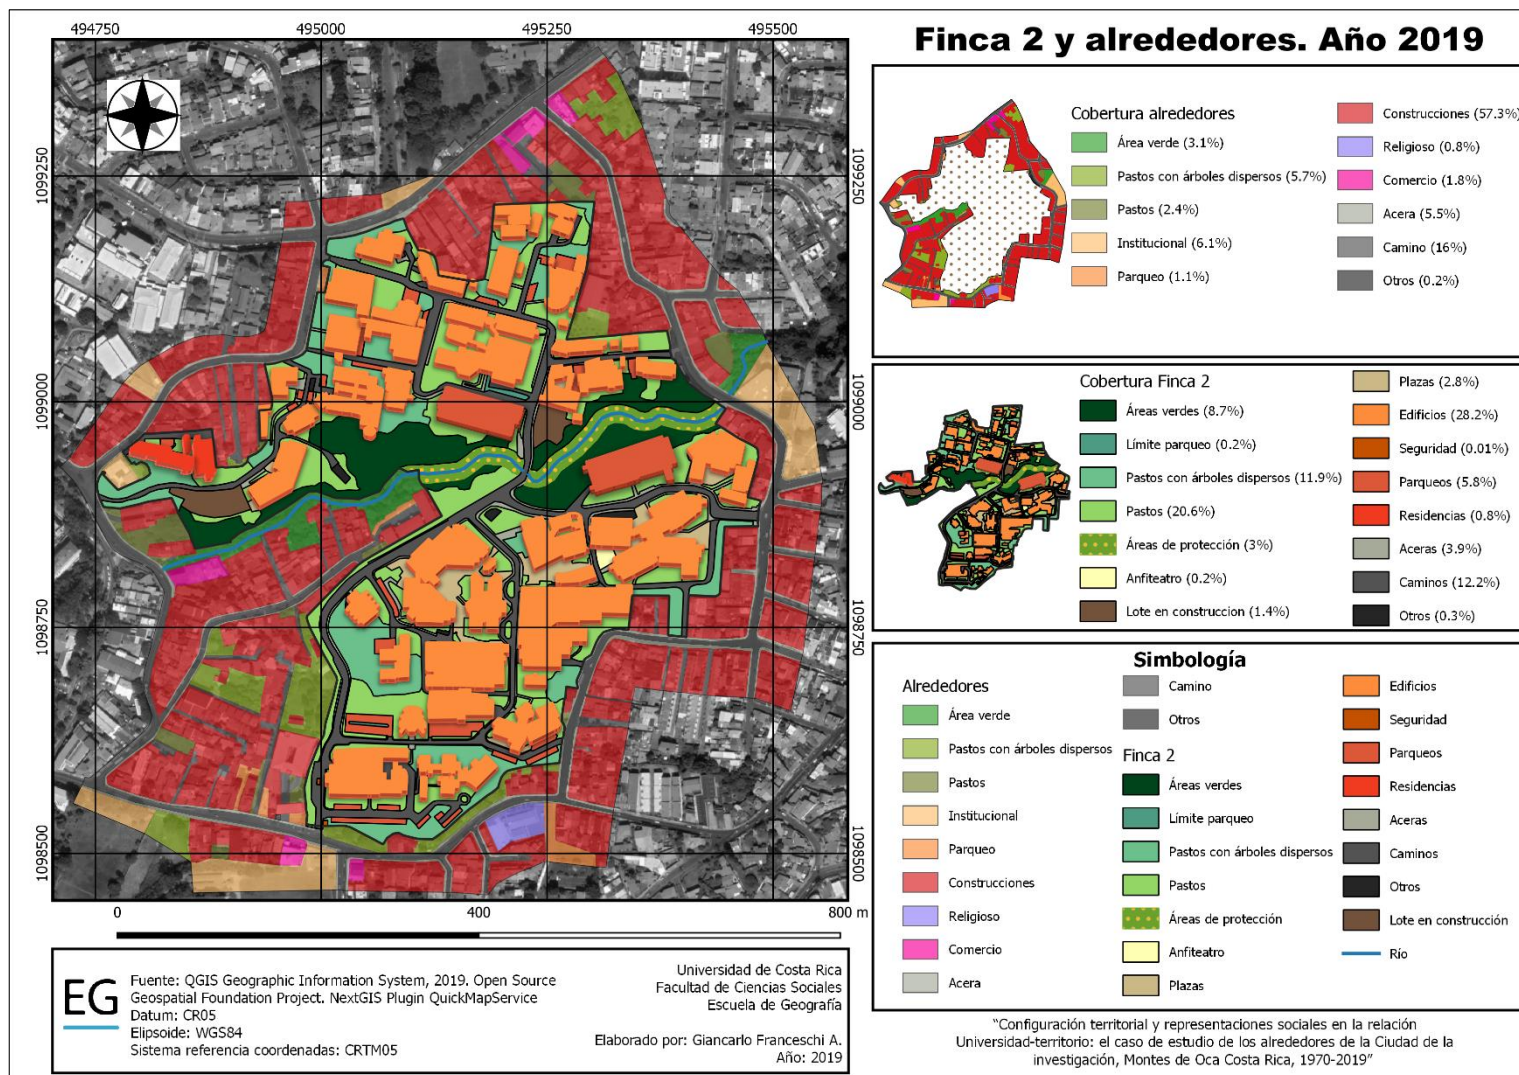 Finca 2 y alrededores. Año 2019
494750
495000
495250
495500
1099250
1099000
1098750
1098500
1099250
1099000
1098750
1098500
0
400
800 m
Cobertura alrededores
Área verde (3.1%)
Pastos con árboles dispersos (5.7%)
Pastos (2.4%)
Institucional (6.1%)
Parqueo (1.1%)
Construcciones (57.3%)
Religioso (0.8%)
Comercio (1.8%)
Acera (5.5%)
Camino (16%)
Otros (0.2%)
Cobertura Finca 2
Áreas verdes (8.7%)
Límite parqueo (0.2%)
Pastos con árboles dispersos (11.9%)
Pastos (20.6%)
Áreas de protección (3%)
Anfiteatro (0.2%)
Lote en construccion (1.4%)
Plazas (2.8%)
Edificios (28.2%)
Seguridad (0.01%)
Parqueos (5.8%)
Residencias (0.8%)
Aceras (3.9%)
Caminos (12.2%)
Otros (0.3%)
Simbología
Alrededores
Área verde
Pastos con árboles dispersos
Pastos
Institucional
Parqueo
Construcciones
Religioso
Comercio
Acera
Camino
Otros
Finca 2
Áreas verdes
Límite parqueo
Pastos con árboles dispersos
Pastos
Áreas de protección
Anfiteatro
Plazas
Edificios
Seguridad
Parqueos
Residencias
Aceras
Caminos
Otros
Lote en construcción
Río
EG
Fuente: QGIS Geographic Information System, 2019. Open Source
Geospatial Foundation Project. NextGIS Plugin QuickMapService
Datum: CR05
Elipsoide: WGS84
Sistema referencia coordenadas: CRTM05
Universidad de Costa Rica
Facultad de Ciencias Sociales
Escuela de Geografía
Elaborado por: Giancarlo Franceschi A.
Año: 2019
"Configuración territorial y representaciones sociales en la relación
Universidad-territorio: el caso de estudio de los alrededores de la Ciudad de la
investigación, Montes de Oca Costa Rica, 1970-2019"